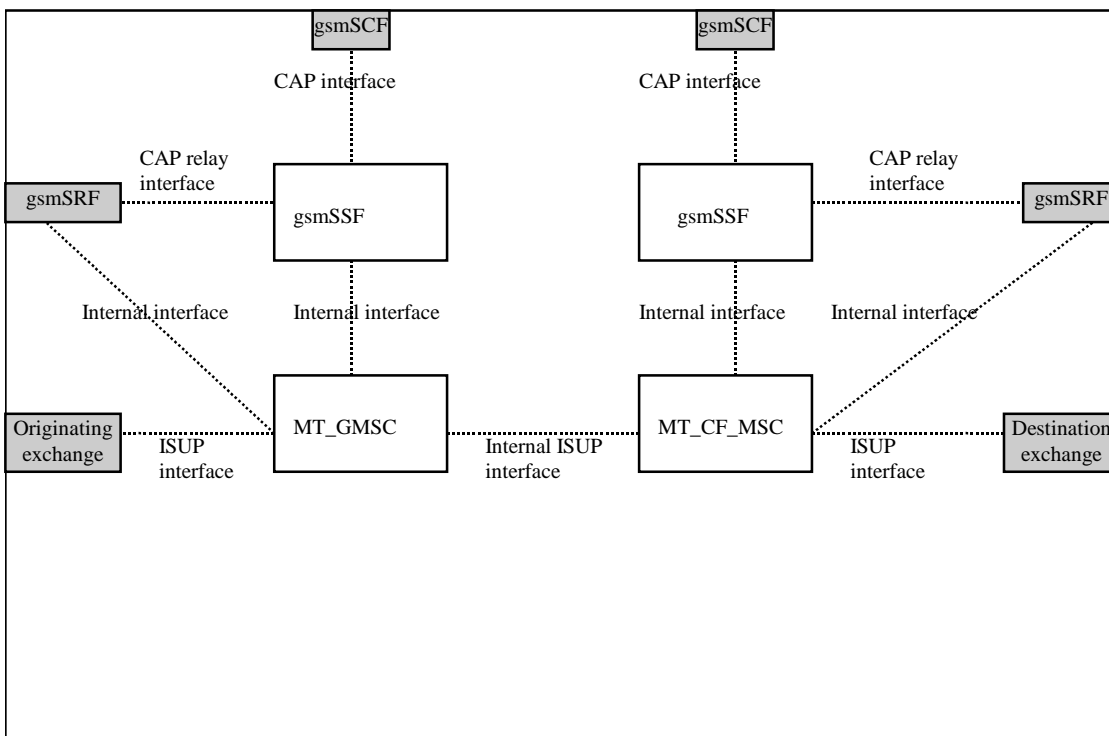 gsmSCF
gsmSCF
CAP interface
CAP interface
CAP relay
interface
CAP relay
interface
gsmSRF
gsmSSF
gsmSSF
gsmSRF
Internal interface
Internal interface
Internal interface
Internal interface
Originating
exchange
ISUP
interface
MT_GMSC
Internal ISUP
interface
MT_CF_MSC
ISUP
interface
Destination
exchange